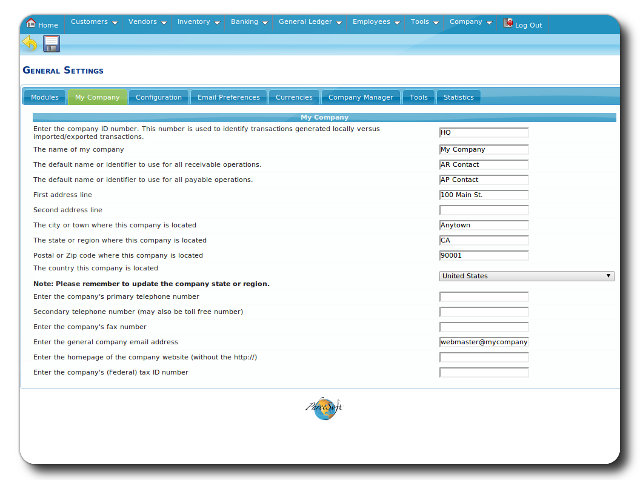 Home Customers Vendors Inventory Banking General Ledger Employees Tools Company Log Out
General Settings
Modules My Company Configuration Email Preferences Currencies Company Manager Tools Statistics
My Company
Enter the company ID number. This number is used to identify transactions generated locally versus
imported/exported transactions.
HQ
The name of my company My Company
The default name or identifier to use for all receivable operations. AR Contact
The default name or identifier to use for all payable operations. AP Contact
First address line 100 Main St.
Second address line
The city or town where this company is located Anytown
The state or region where this company is located CA
Postal or Zip code where this company is located 90001
The country this company is located
United States
Note: Please remember to update the company state or region.
Enter the company's primary telephone number
Secondary telephone number (may also be toll free number)
Enter the company's fax number
Enter the general company email address webmaster@mycompany
Enter the homepage of the company website (without the http://)
Enter the company's (Federal) tax ID number